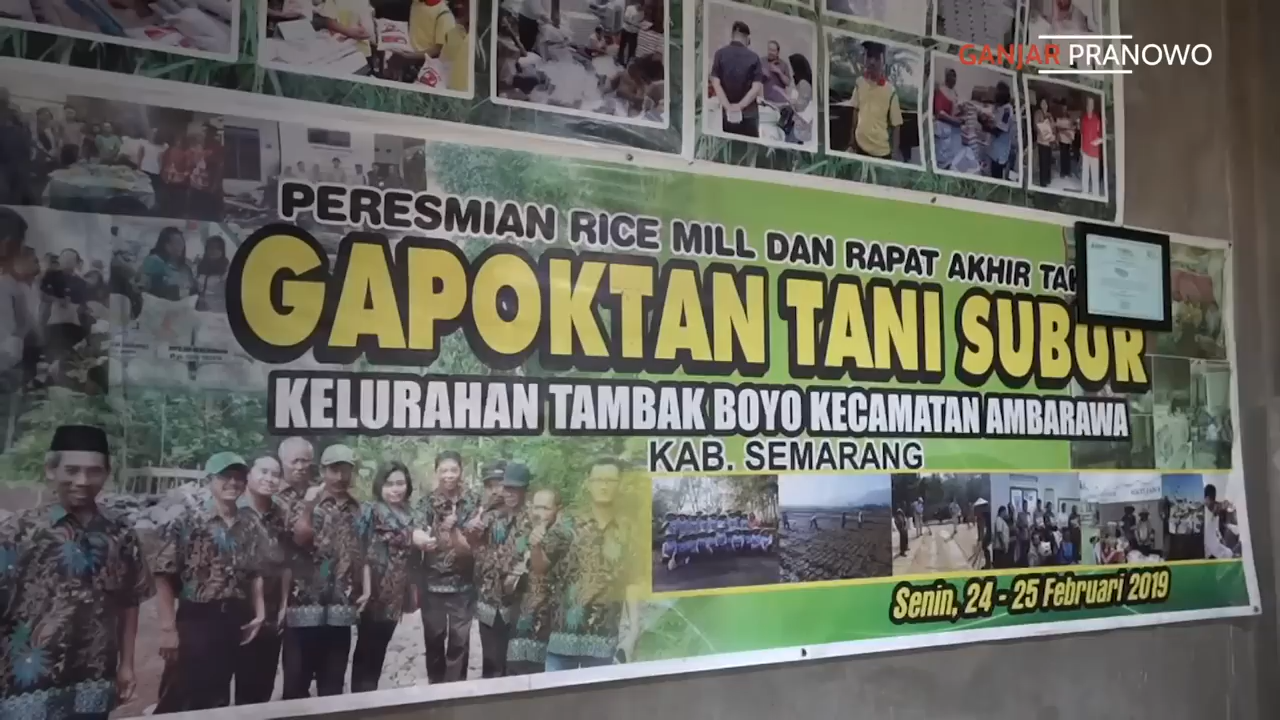 GANJAR PRANOWO
PERESMIAN RICE MILL DAN RAPAT AKHIR
GAPOKTAN TANI SUBUR
KELURAHAN TAMBAK BOYO KECAMATAN AMBARAWA
KAB. SEMARANG
Senin, 24 - 25 Februari 2019